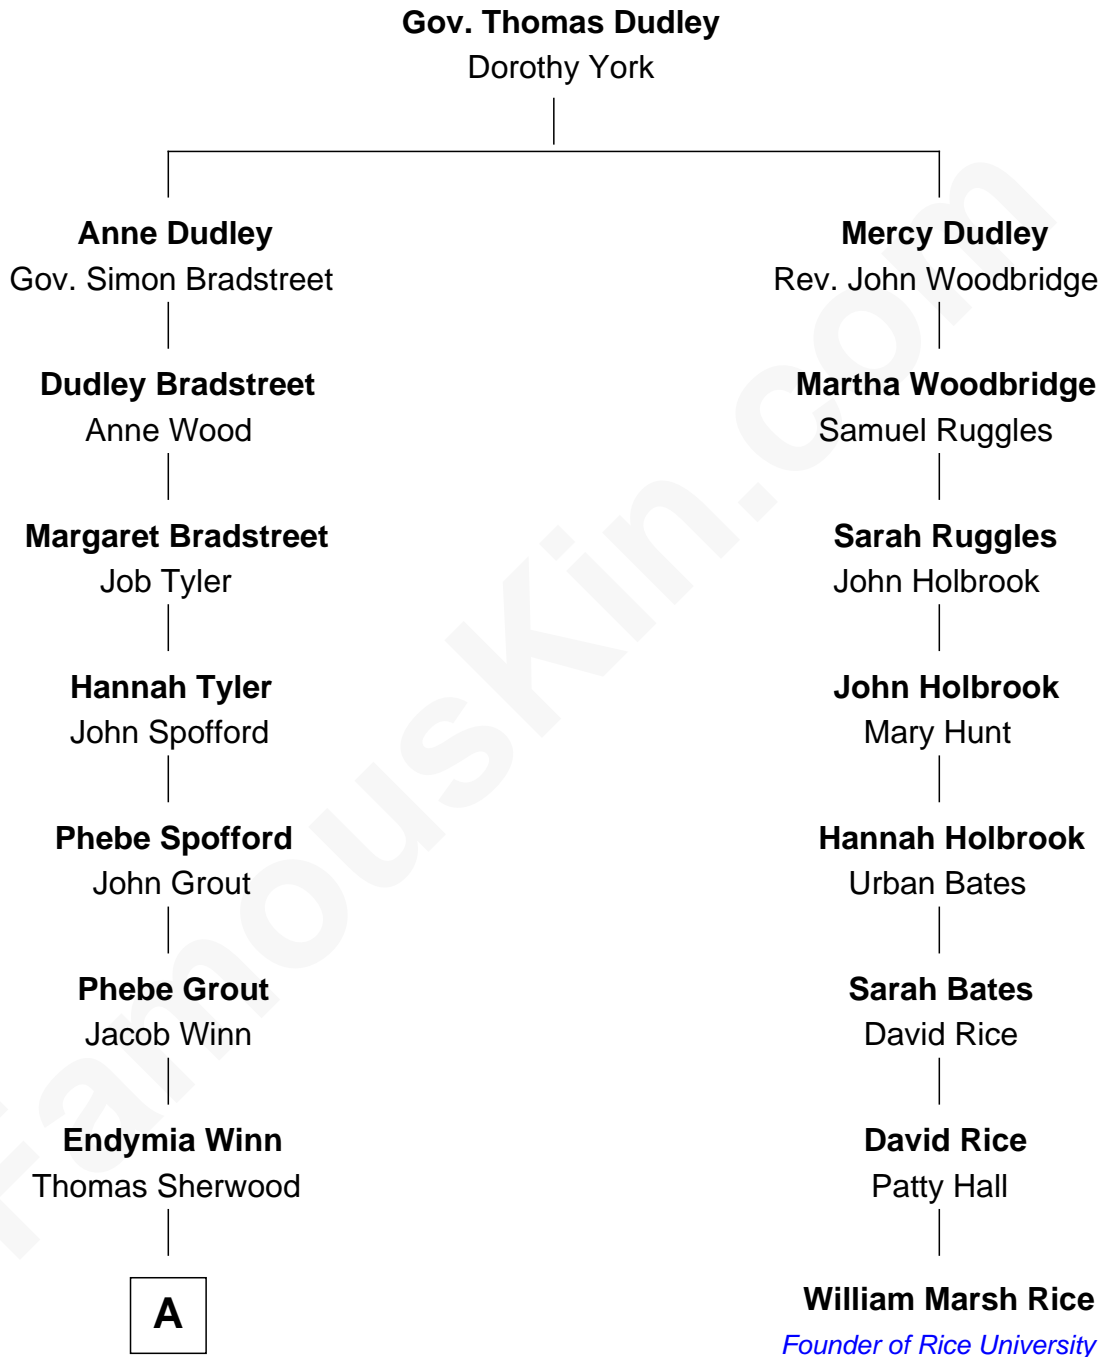 Gov. Thomas Dudley
Dorothy York
Anne Dudley
Gov. Simon Bradstreet
Mercy Dudley
Rev. John Woodbridge
Dudley Bradstreet
Anne Wood
Martha Woodbridge
Samuel Ruggles
Margaret Bradstreet
Job Tyler
Sarah Ruggles
John Holbrook
Hannah Tyler
John Spofford
John Holbrook
Mary Hunt
Phebe Spofford
John Grout
Hannah Holbrook
Urban Bates
Phebe Grout
Jacob Winn
Sarah Bates
David Rice
Endymia Winn
Thomas Sherwood
David Rice
Patty Hall
A
William Marsh Rice
Founder of Rice University
FamousKin.com